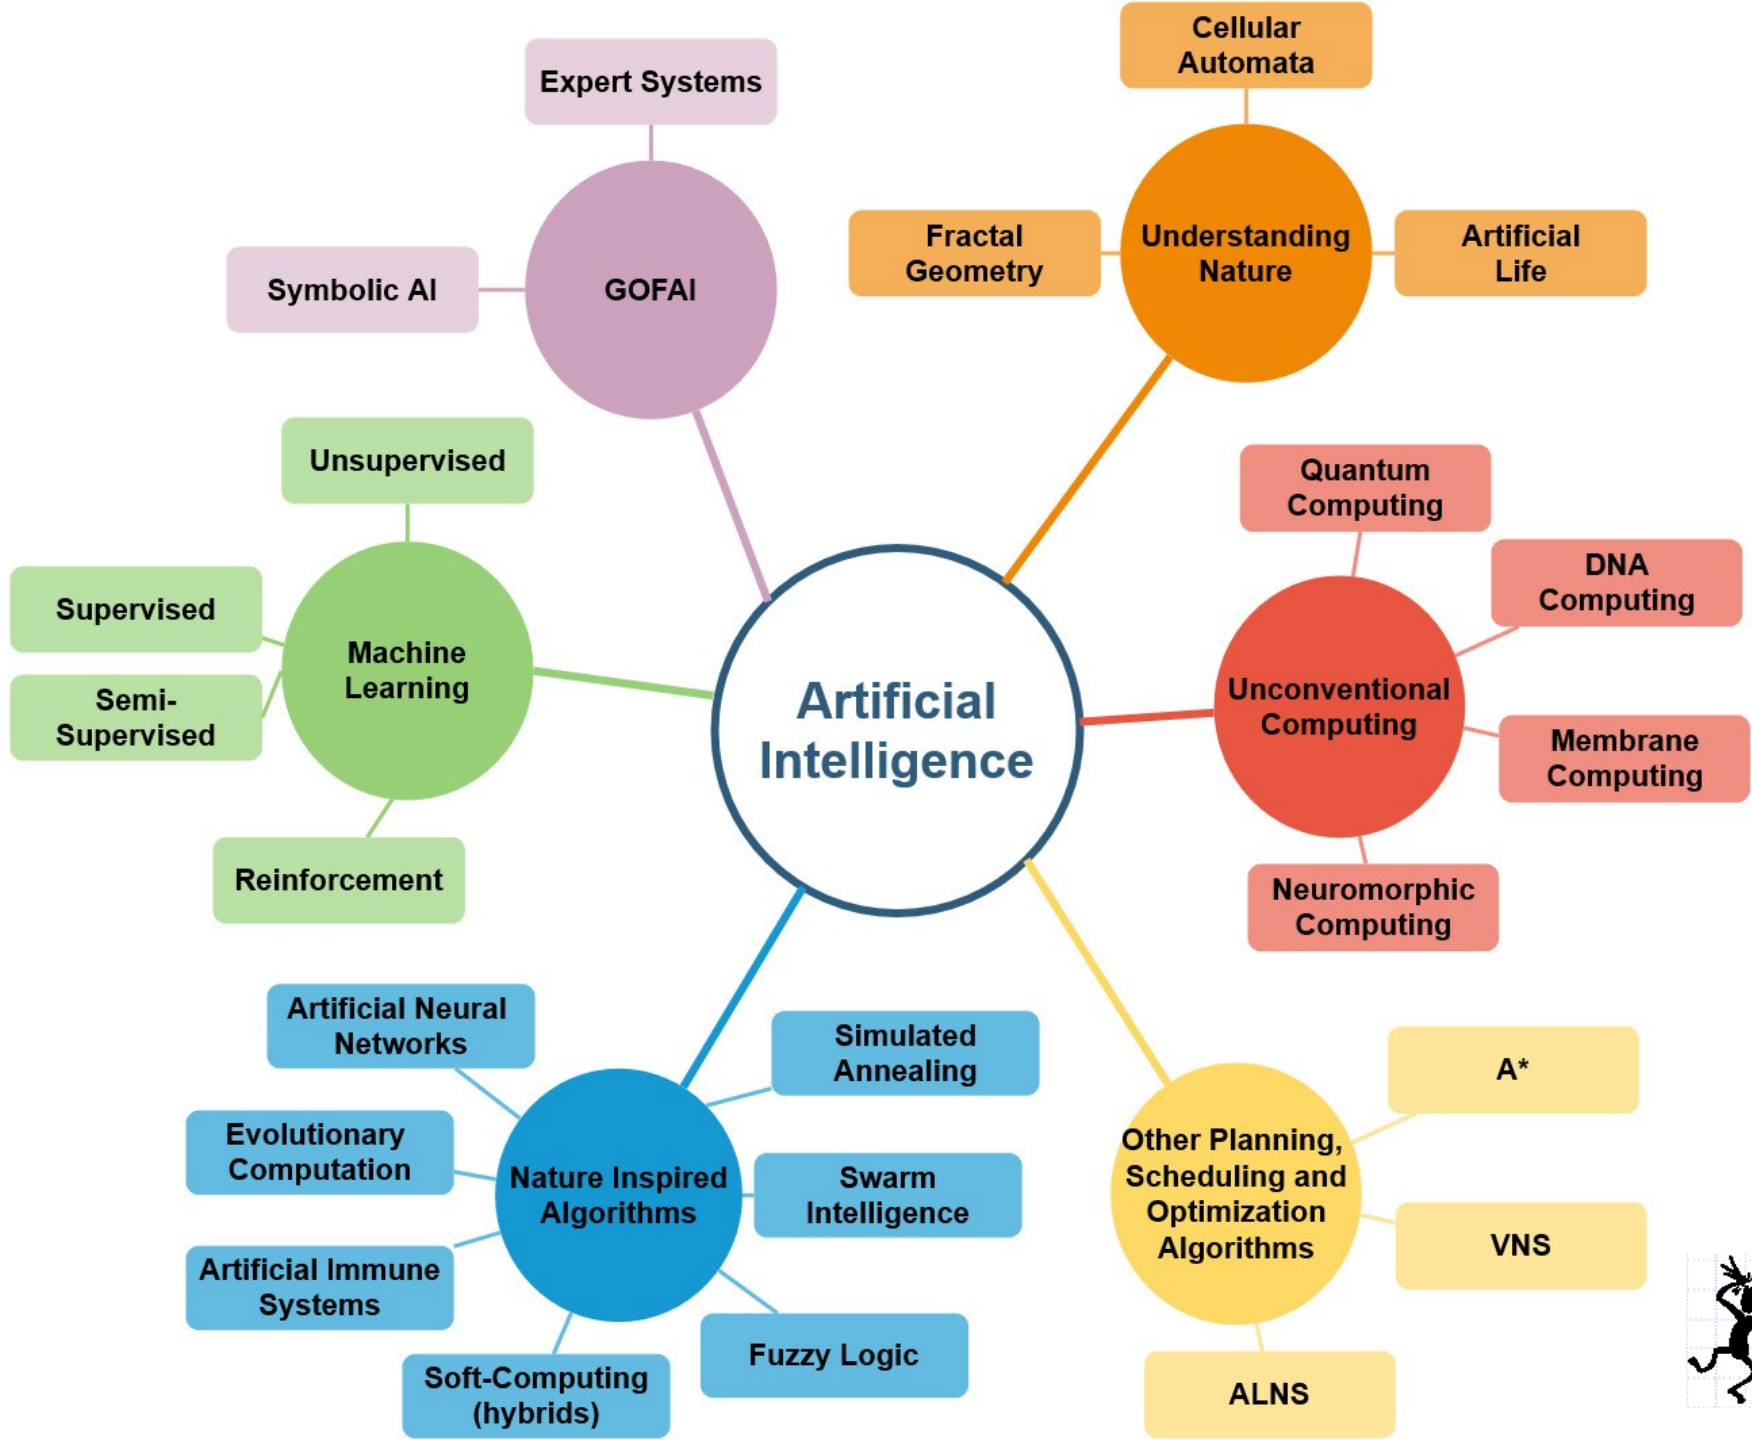 Cellular
Automata
Expert Systems
Fractal
Geometry
Understanding
Nature
Artificial
Life
Symbolic AI
GOFAI
Unsupervised
Quantum
Computing
DNA
Computing
Supervised
Machine
Learning
Semi-
Supervised
Artificial
Intelligence
Unconventional
Computing
Membrane
Computing
Reinforcement
Neuromorphic
Computing
Artificial Neural
Networks
Simulated
Annealing
A*
Evolutionary
Computation
Nature Inspired
Algorithms
Swarm
Intelligence
Other Planning,
Scheduling and
Optimization
Algorithms
VNS
Artificial Immune
Systems
Fuzzy Logic
Soft-Computing
(hybrids)
ALNS